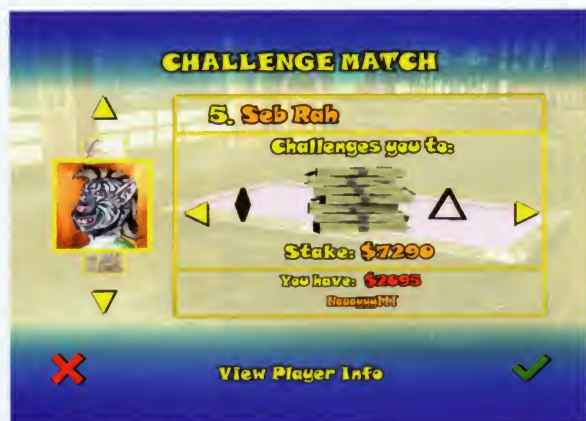 CHALLENGE MATCH
5. Seb Rah
Challenges you to:
Stake: $7290
You have: $2095
View Player Info